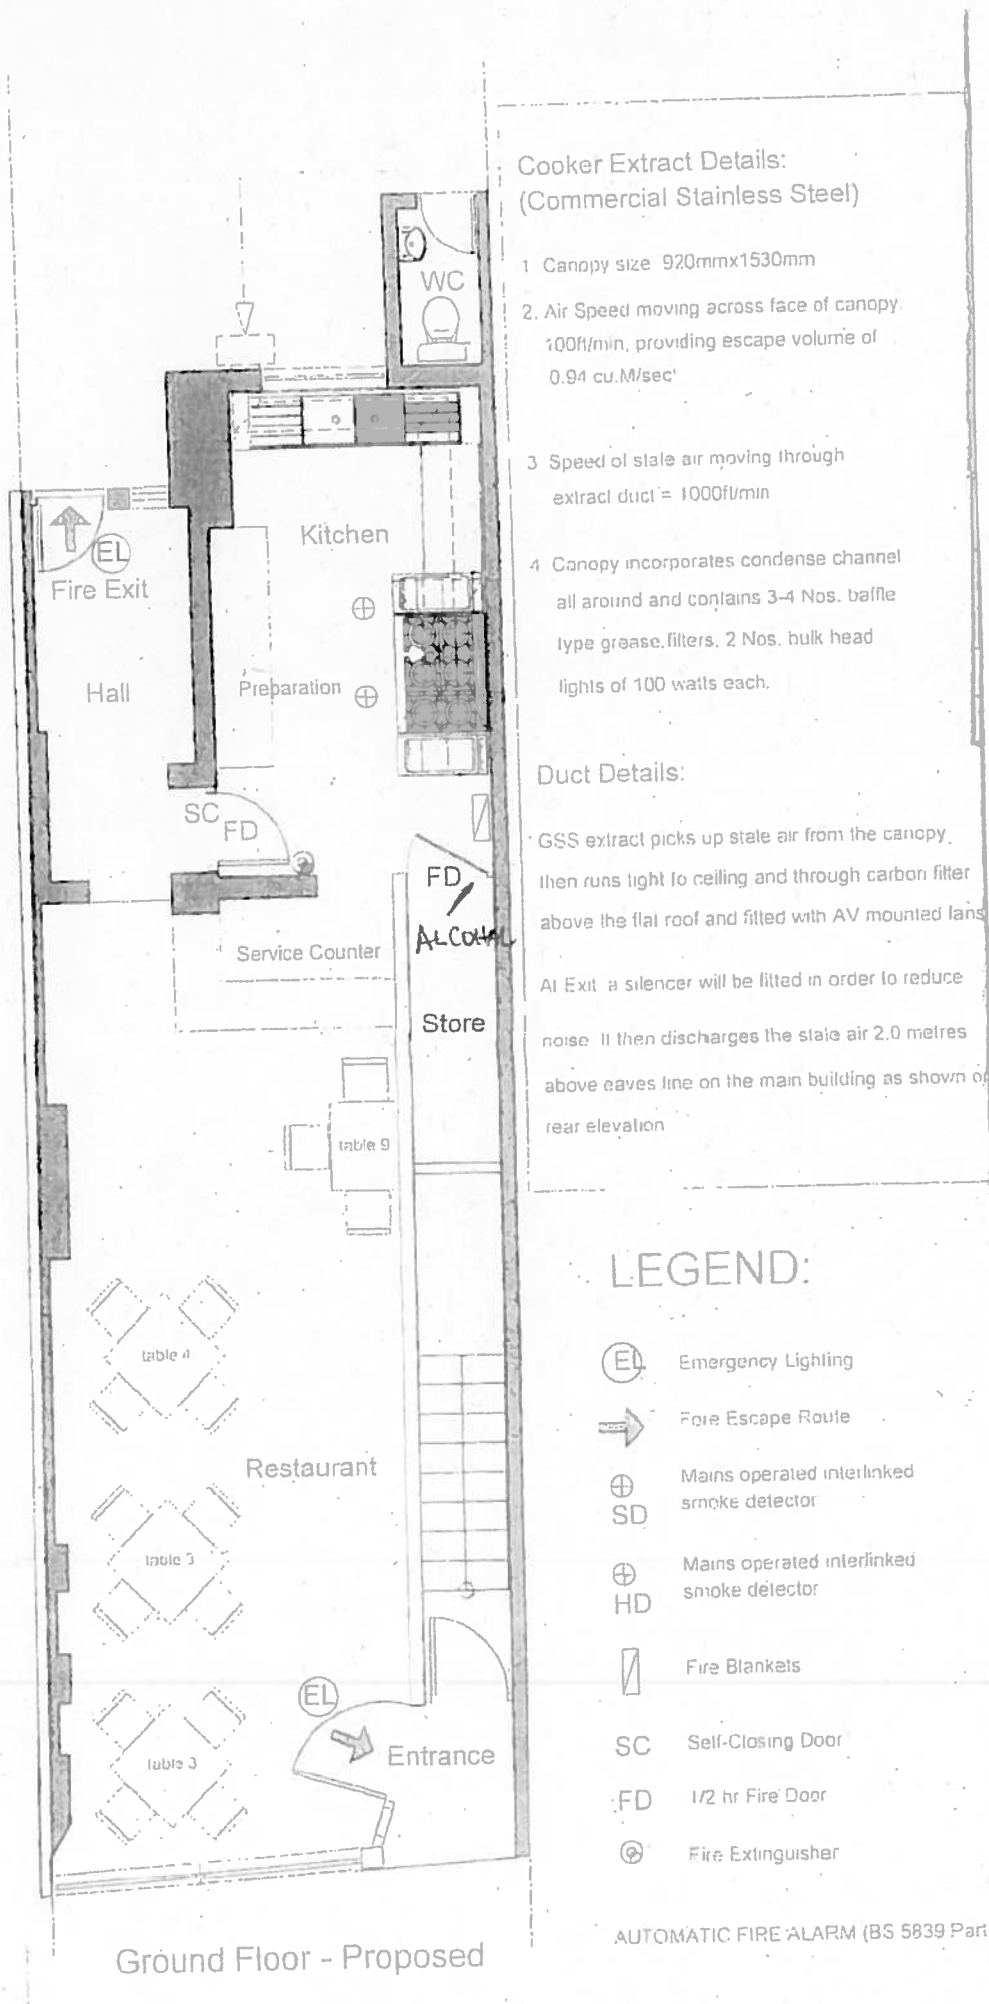 Cooker Extract Details:
(Commercial Stainless Steel)
1 Canopy size 920mmx1530mm
2. Air Speed moving across face of canopy
100ft/min, providing escape volume of
0.94 cu.M/sec'
3 Speed of stale air moving through
extract duct = 1000ft/min
4 Canopy incorporates condense channel
all around and contains 3-4 Nos. baffle
type grease filters, 2 Nos. bulk head
lights of 100 watts each.
Duct Details:
GSS extract picks up stale air from the canopy,
then runs tight to ceiling and through carbon filter
above the flat roof and fitted with AV mounted fans
At Exit a silencer will be fitted in order to reduce
noise It then discharges the stale air 2.0 metres
above eaves line on the main building as shown on
rear elevation
WC
Kitchen
EL
Fire Exit
Hall
Preparation
SC
FD
FD
ALCOHAL
Service Counter
Store
table 9
table 4
Restaurant
table 3
table 3
EL
Entrance
Ground Floor - Proposed
LEGEND:
EL Emergency Lighting
Fore Escape Route
SD Mains operated interlinked
smoke detector
HD Mains operated interlinked
smoke detector
Fire Blankets
SC Self-Closing Door
FD 1/2 hr Fire Door
Fire Extinguisher
AUTOMATIC FIRE ALARM (BS 5839 Part